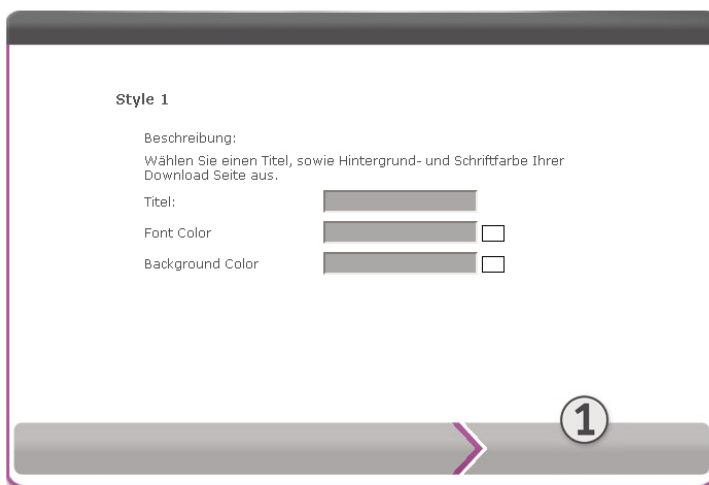 Style 1
Beschreibung:
Wählen Sie einen Titel, sowie Hintergrund- und Schriftfarbe Ihrer
Download Seite aus.
Titel:
Font Color
Background Color
1